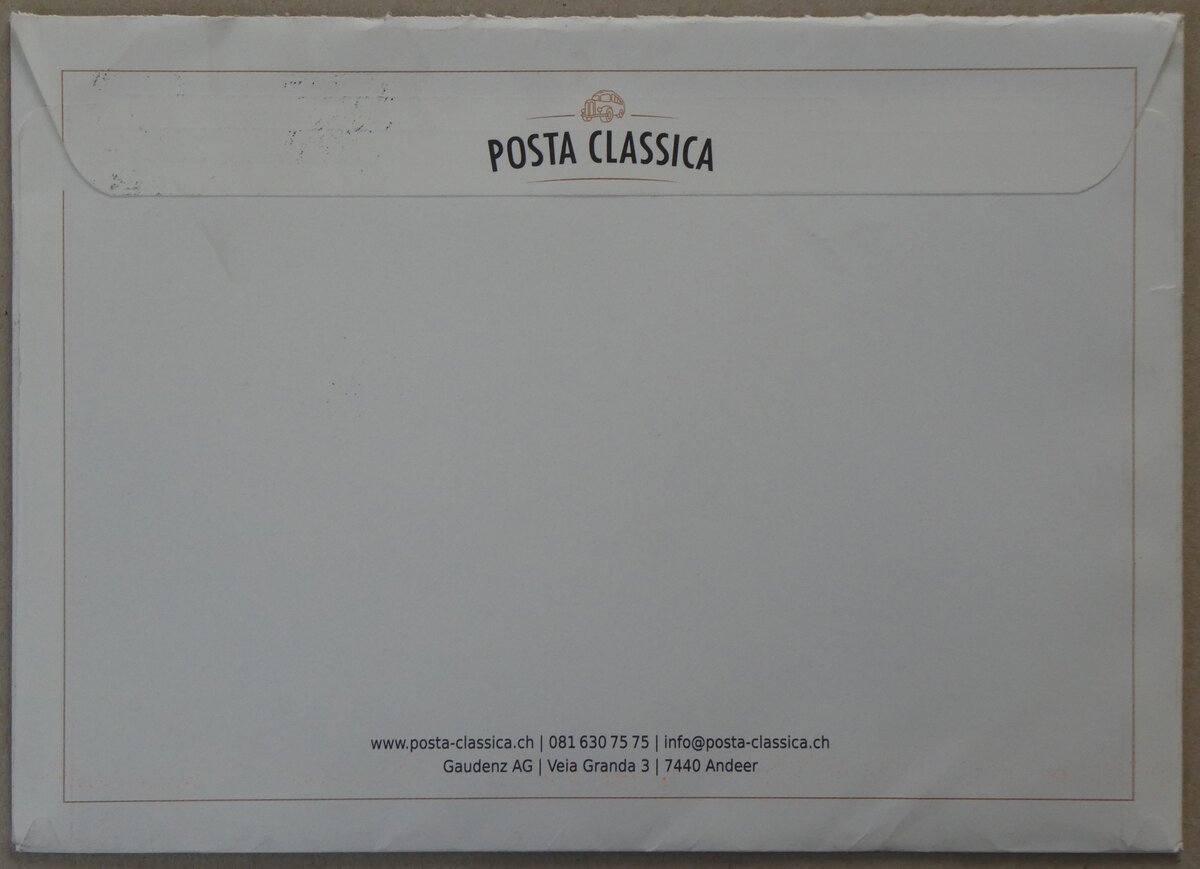 POSTA CLASSICA
www.posta-classica.ch | 081 630 75 75 | info@posta-classica.ch
Gaudenz AG | Veia Granda 3 | 7440 Andeer